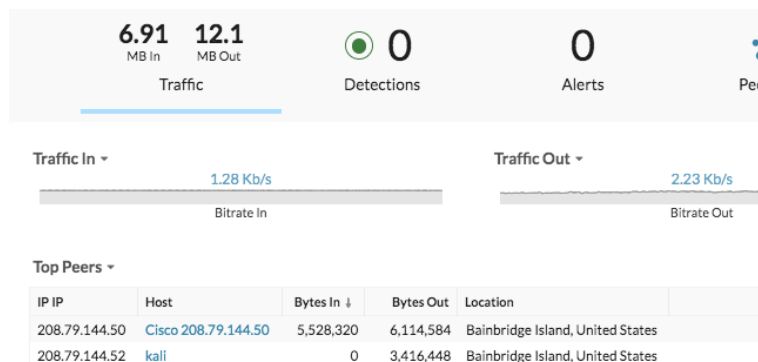 6.91 12.1 0 0
MB In MB Out
Traffic Detections Alerts
Traffic In Traffic Out
1.28 Kb/s 2.23 Kb/s
Bitrate In Bitrate Out
Top Peers
IP IP Host Bytes In ↓ Bytes Out Location
208.79.144.50 Cisco 208.79.144.50 5,528,320 6,114,584 Bainbridge Island, United States
208.79.144.52 kali 0 3,416,448 Bainbridge Island, United States